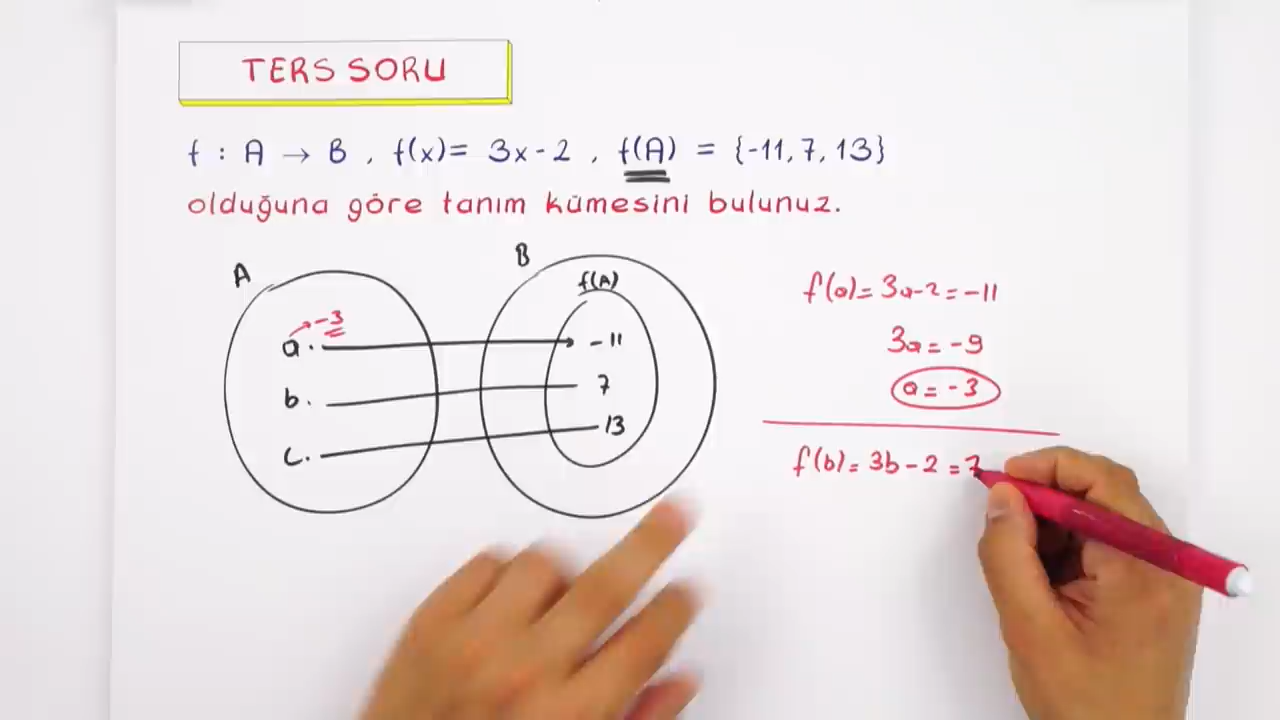 TERS SORU
f : A → B , f(x)= 3x-2 , f(A) = {-11, 7, 13}
olduğuna göre tanım kümesini bulunuz.
A
B
f(A)
a. → -3
b.
c.
-11
7
13
f(a)= 3a-2 = -11
3a = -9
a = -3
f(b)= 3b-2 = 7